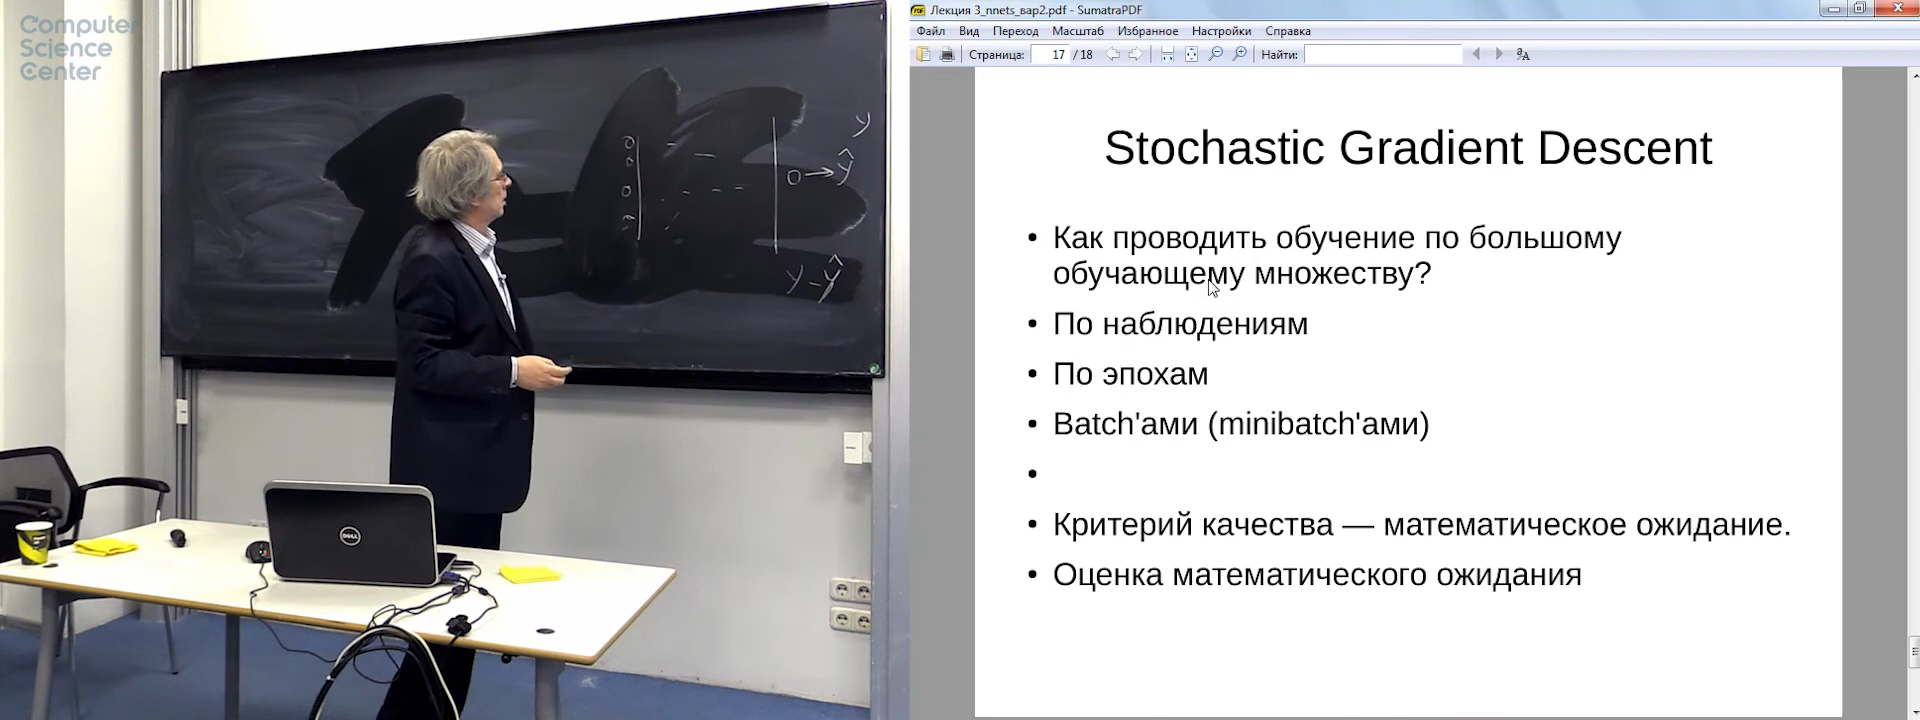 Computer
Science
Center
y
ŷ
y - ŷ
DELL
Лекция 3_nnets_вар2.pdf - SumatraPDF
Файл Вид Переход Масштаб Избранное Настройки Справка
Страница: 17 / 18 Найти:
Stochastic Gradient Descent
• Как проводить обучение по большому
обучающему множеству?
• По наблюдениям
• По эпохам
• Batch'ами (minibatch'ами)
•
• Критерий качества — математическое ожидание.
• Оценка математического ожидания